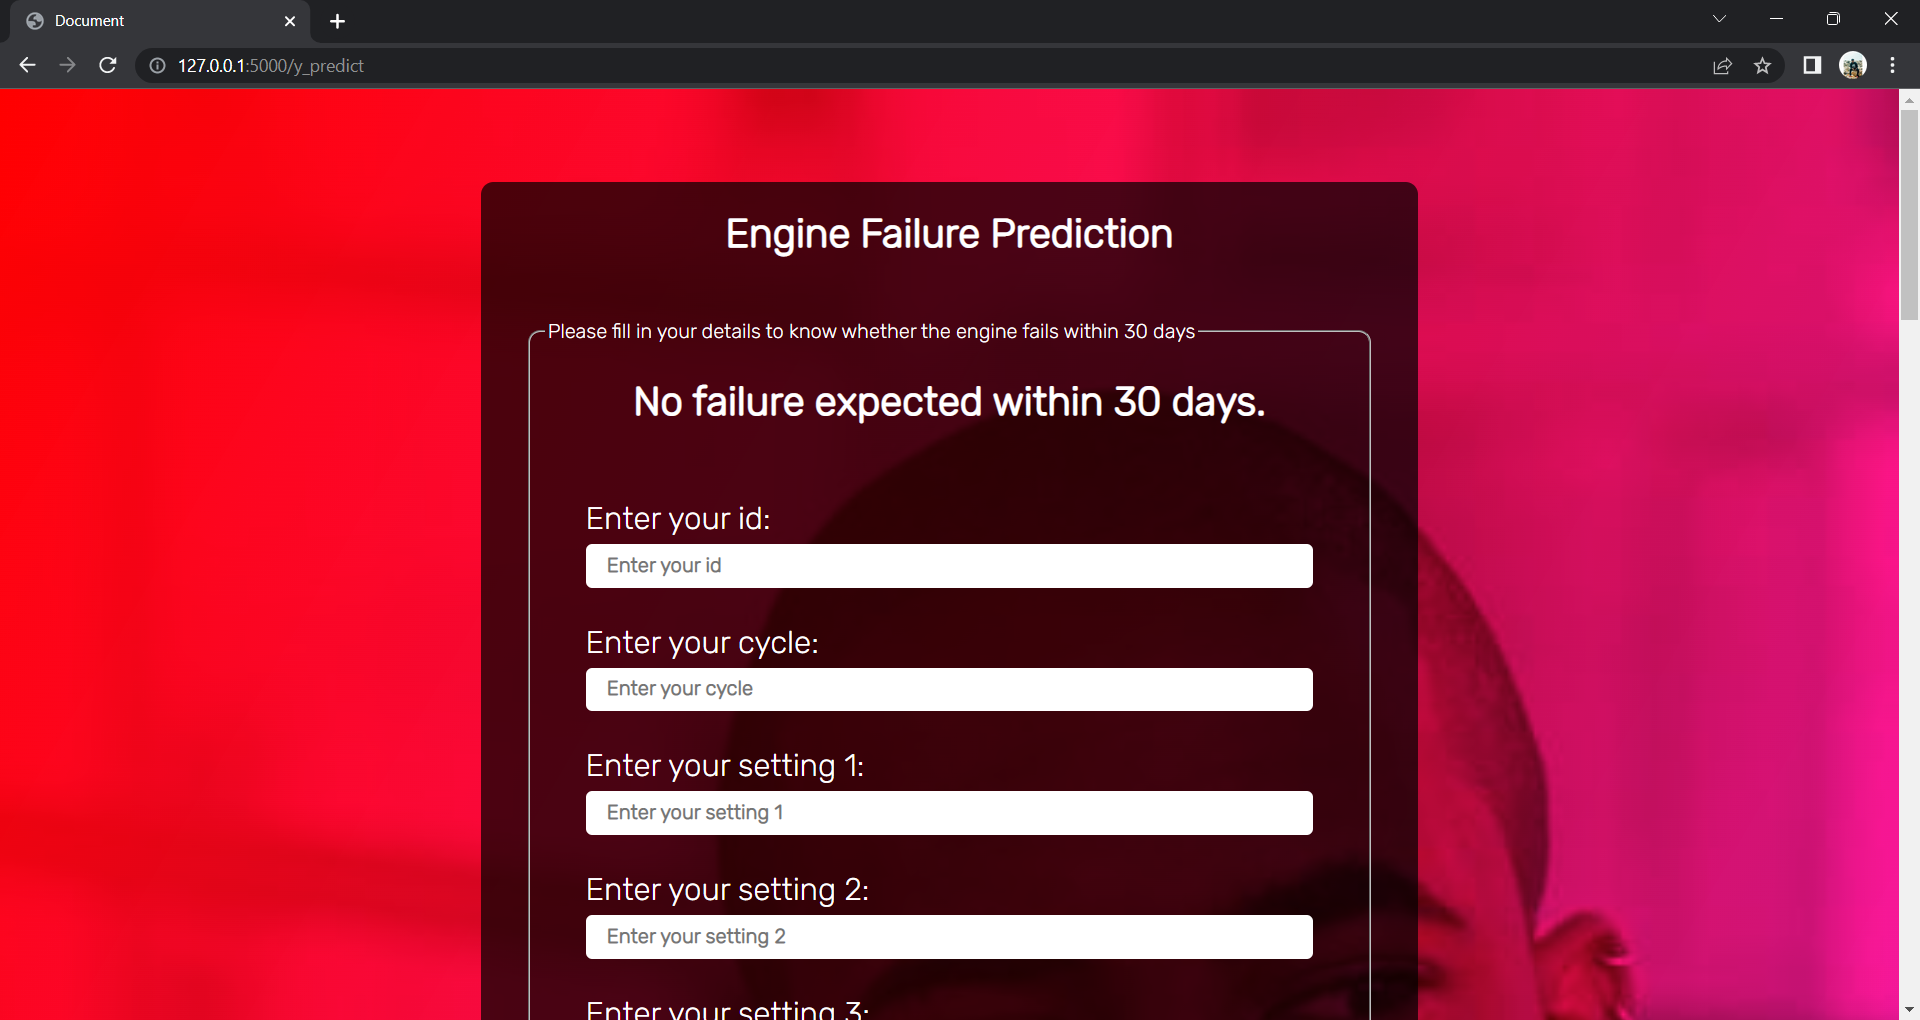 Document
127.0.0.1:5000/y_predict
Engine Failure Prediction
Please fill in your details to know whether the engine fails within 30 days
No failure expected within 30 days.
Enter your id:
Enter your id
Enter your cycle:
Enter your cycle
Enter your setting 1:
Enter your setting 1
Enter your setting 2:
Enter your setting 2
Enter your setting 3: